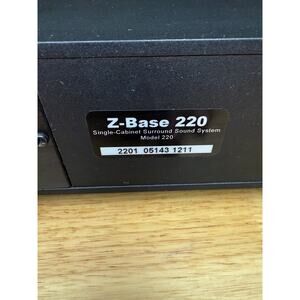 Z-Base 220
Single-Cabinet Surround Sound System
Model 220
2201 05143 1211